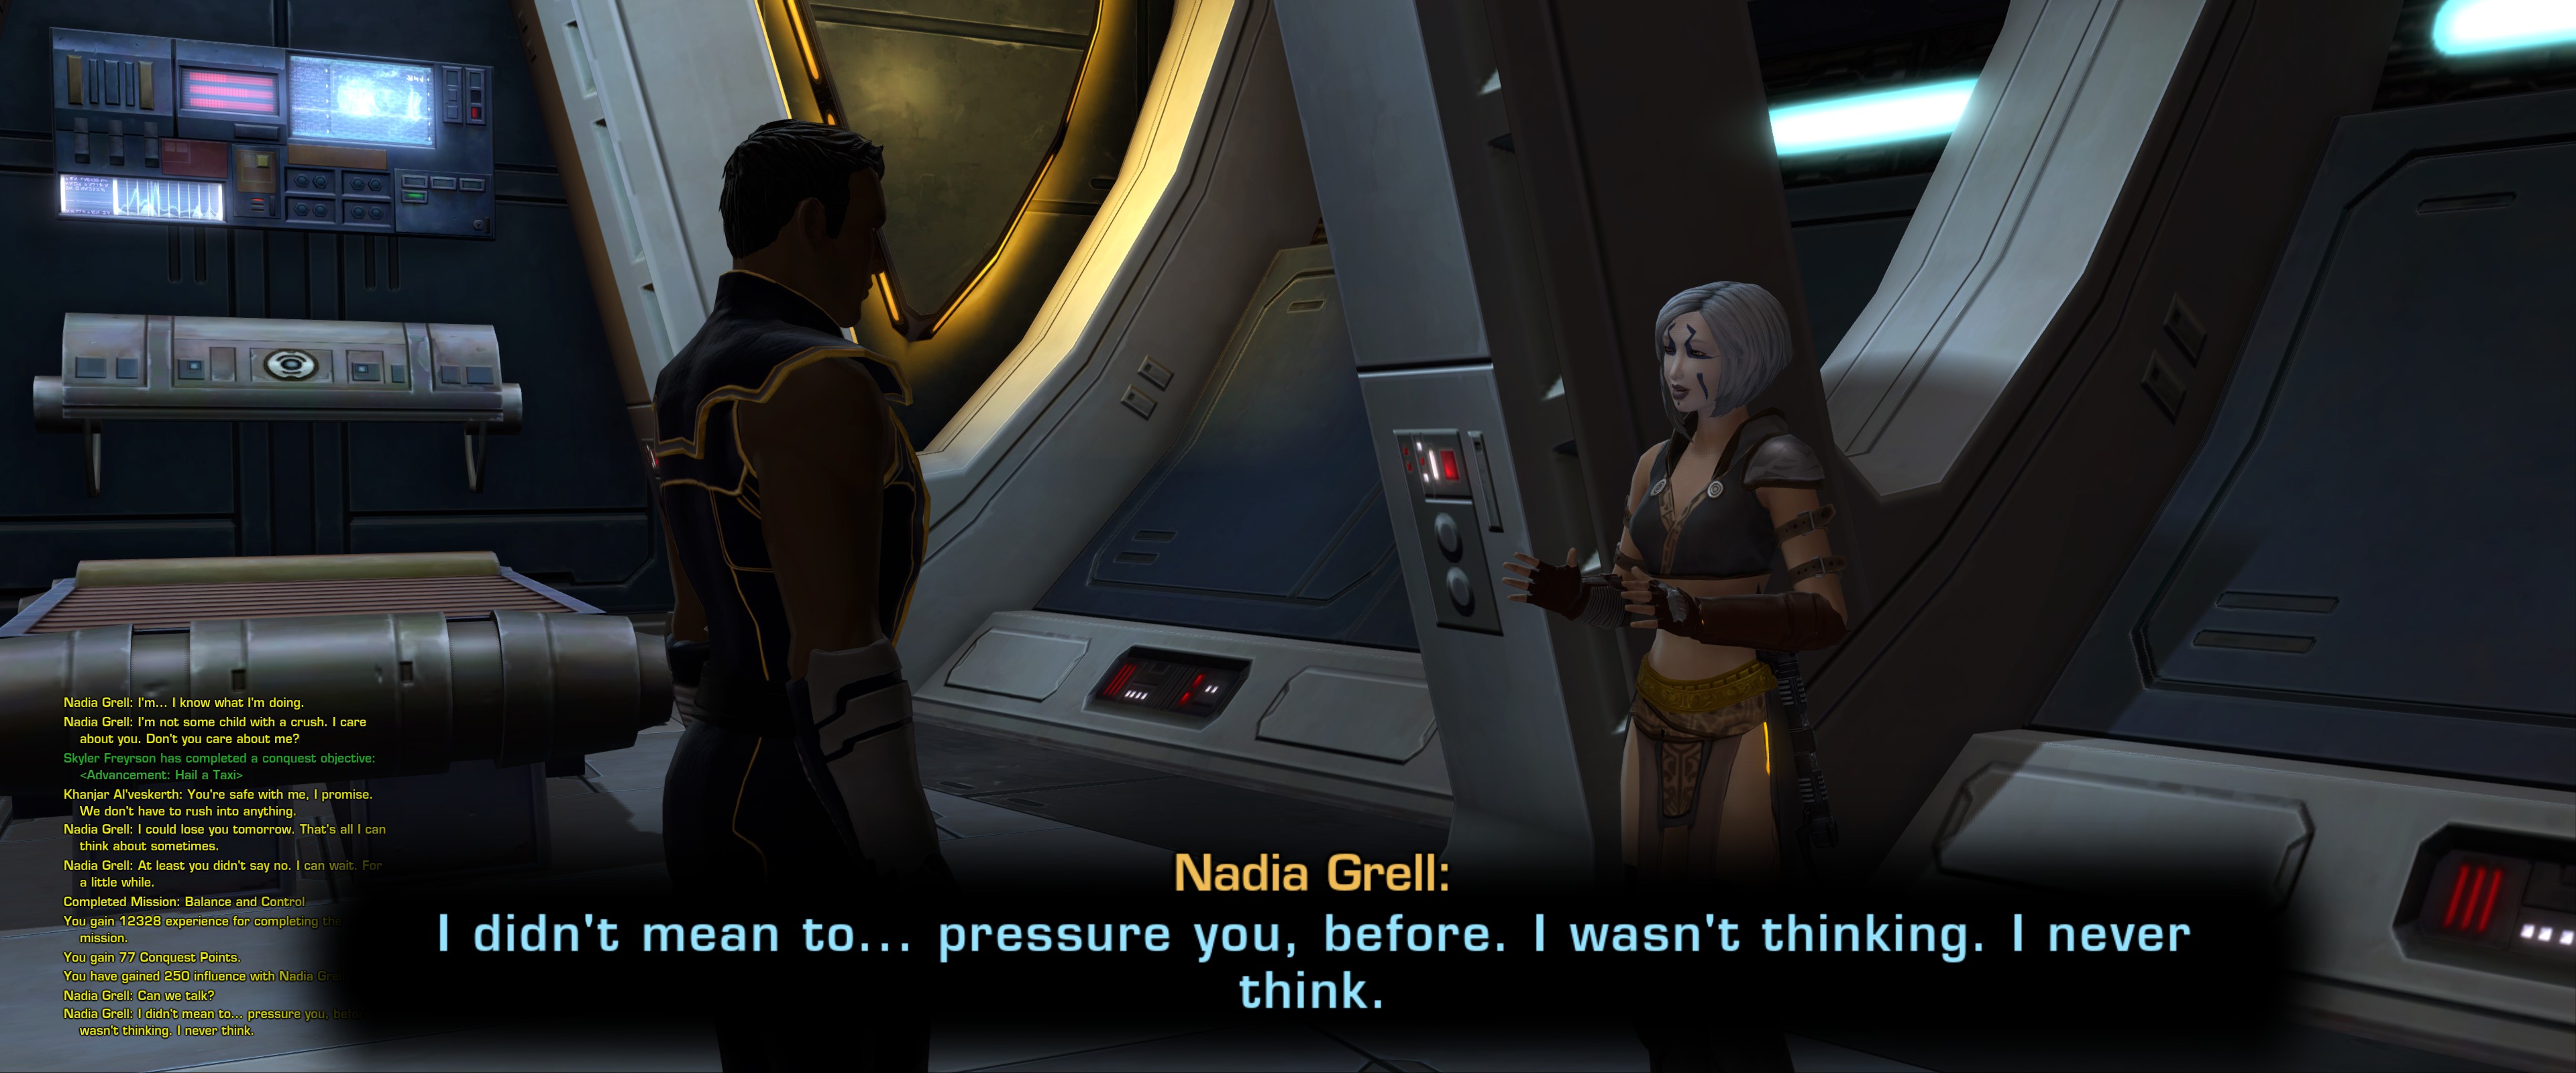 Nadia Grell: I'm... I know what I'm doing.
Nadia Grell: I'm not some child with a crush. I care
about you. Don't you care about me?
Skyler Freyrson has completed a conquest objective:
<Advancement: Hail a Taxi>
Khanjar Al'veskerth: You're safe with me, I promise.
We don't have to rush into anything.
Nadia Grell: I could lose you tomorrow. That's all I can
think about sometimes.
Nadia Grell: At least you didn't say no. I can wait. For
a little while.
Completed Mission: Balance and Control
You gain 12328 experience for completing the
mission.
You gain 77 Conquest Points.
You have gained 250 influence with Nadia
Nadia Grell: Can we talk?
Nadia Grell: I didn't mean to... pressure you,
wasn't thinking. I never think.
Nadia Grell:
I didn't mean to... pressure you, before. I wasn't thinking. I never
think.